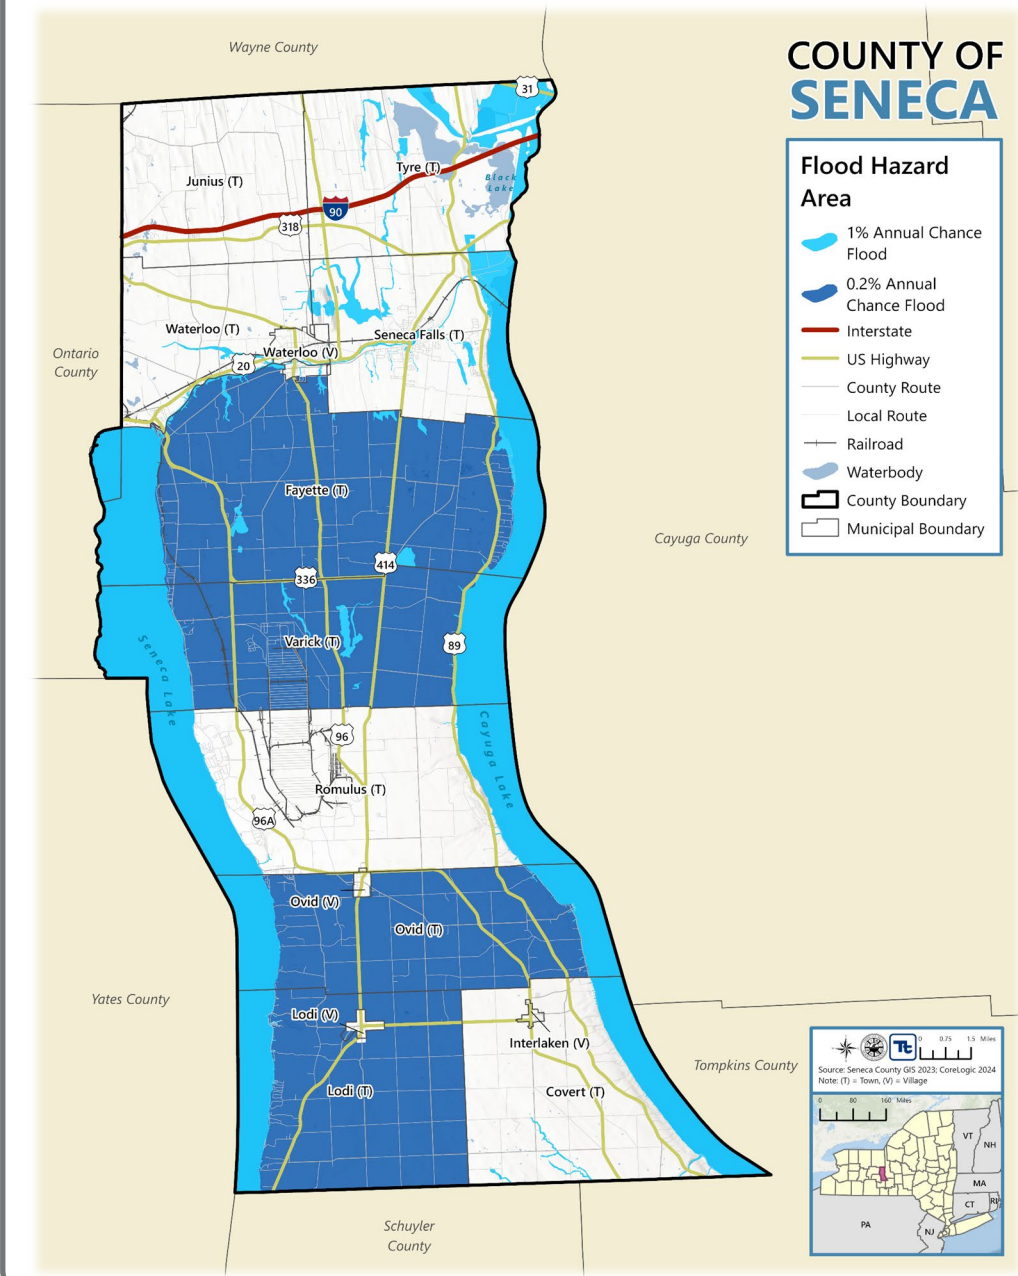 Wayne County
COUNTY OF
SENECA
31
Flood Hazard
Area
1% Annual Chance
Flood
0.2% Annual
Chance Flood
Interstate
US Highway
County Route
Local Route
Railroad
Waterbody
County Boundary
Municipal Boundary
Tyre (T)
Junius (T)
Black
Lake
90
318
Waterloo (T)
Seneca Falls (T)
Waterloo (V)
Ontario
County
20
Fayette (T)
Cayuga County
414
336
Varick (T)
89
Seneca Lake
Cayuga Lake
96
Romulus (T)
96A
Ovid (V)
Ovid (T)
Yates County
Lodi (V)
Interlaken (V)
Tompkins County
Lodi (T)
Covert (T)
Schuyler
County
Tt
0 0.75 1.5 Miles
Source: Seneca County GIS 2023; CoreLogic 2024
Note: (T) = Town, (V) = Village
0 80 160 Miles
VT
NH
MA
CT
RI
PA
NJ